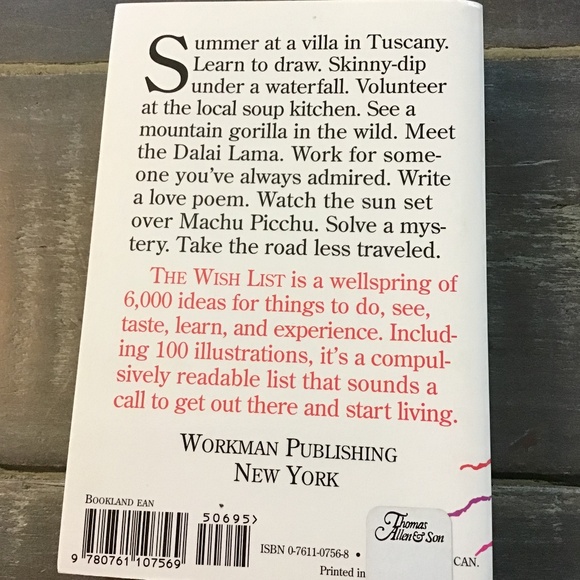 Summer at a villa in Tuscany.
Learn to draw. Skinny-dip
under a waterfall. Volunteer
at the local soup kitchen. See a
mountain gorilla in the wild. Meet
the Dalai Lama. Work for some-
one you've always admired. Write
a love poem. Watch the sun set
over Machu Picchu. Solve a mys-
tery. Take the road less traveled.
THE WISH LIST is a wellspring of
6,000 ideas for things to do, see,
taste, learn, and experience. Includ-
ing 100 illustrations, it's a compul-
sively readable list that sounds a
call to get out there and start living.
WORKMAN PUBLISHING
NEW YORK
BOOKLAND EAN
50695>
9 780761 107569
ISBN 0-7611-0756-8 •
Thomas
Allen & Son
Printed in
CAN.